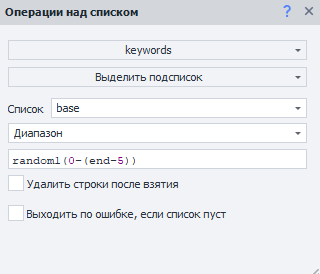 Операции над списком ? ×
keywords
Выделить подсписок
Список base
Диапазон
random1(0-(end-5))
Удалить строки после взятия
Выходить по ошибке, если список пуст